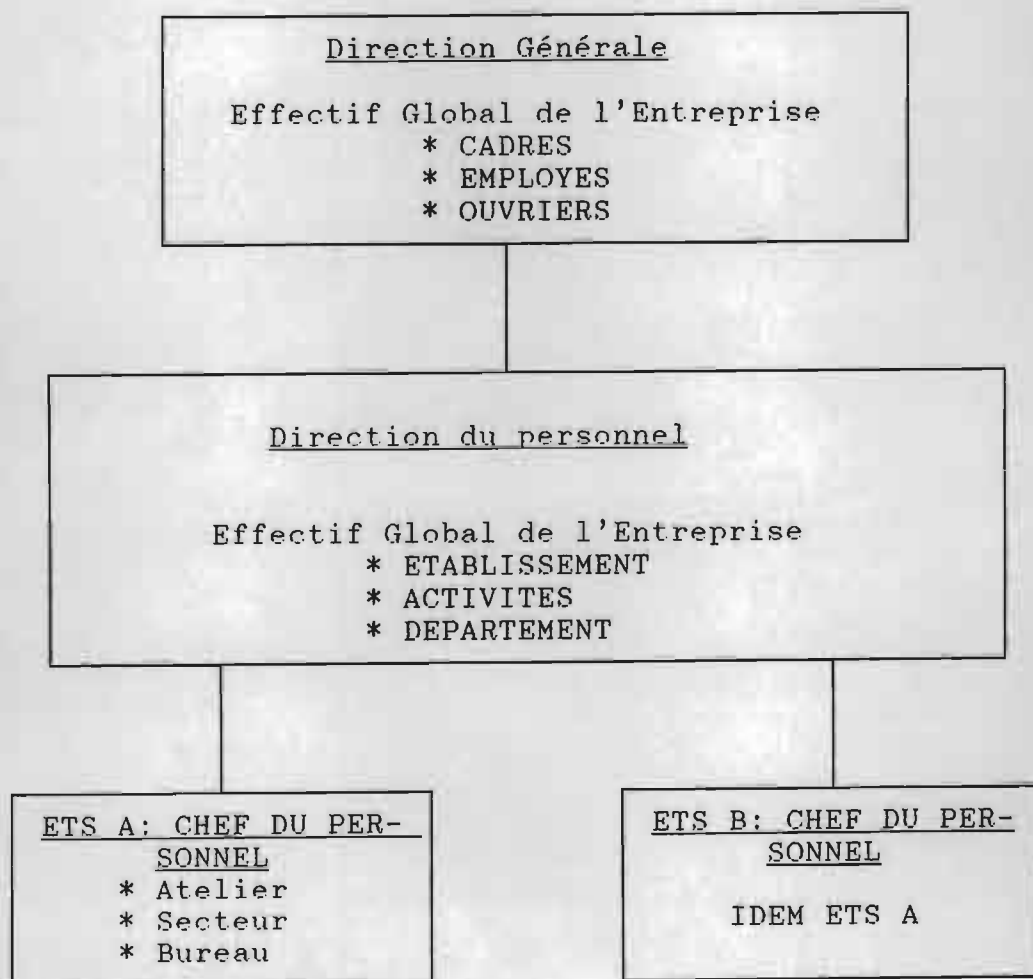 Direction Générale
Effectif Global de l'Entreprise
* CADRES
* EMPLOYES
* OUVRIERS
Direction du personnel
Effectif Global de l'Entreprise
* ETABLISSEMENT
* ACTIVITES
* DEPARTEMENT
ETS A: CHEF DU PER-
SONNEL
* Atelier
* Secteur
* Bureau
ETS B: CHEF DU PER-
SONNEL
IDEM ETS A